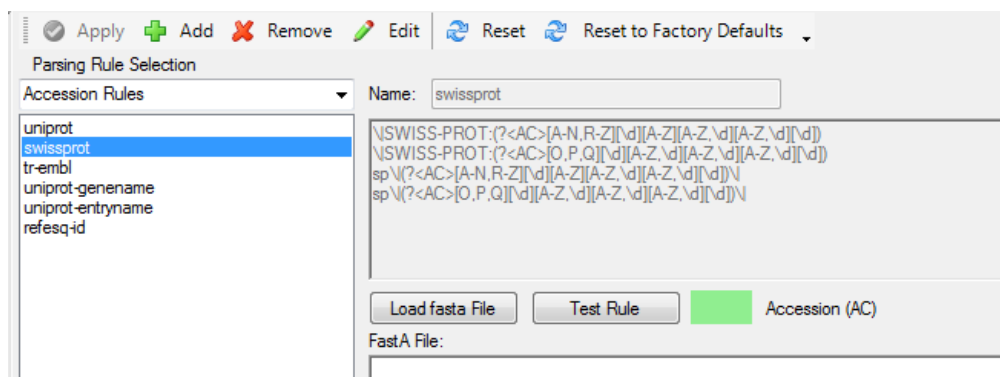 Apply Add Remove Edit Reset Reset to Factory Defaults
Parsing Rule Selection
Accession Rules
Name: swissprot
uniprot
swissprot
tr-embl
uniprot-genename
uniprot-entryname
refesq-id
\|SWISS-PROT:(?<AC>[A-N,R-Z][\d][A-Z][A-Z,\d][A-Z,\d][\d])
\|SWISS-PROT:(?<AC>[O,P,Q][\d][A-Z,\d][A-Z,\d][A-Z,\d][\d])
sp\|(?<AC>[A-N,R-Z][\d][A-Z][A-Z,\d][A-Z,\d][\d])\|
sp\|(?<AC>[O,P,Q][\d][A-Z,\d][A-Z,\d][A-Z,\d][\d])\|
Load fasta File Test Rule Accession (AC)
FastA File: